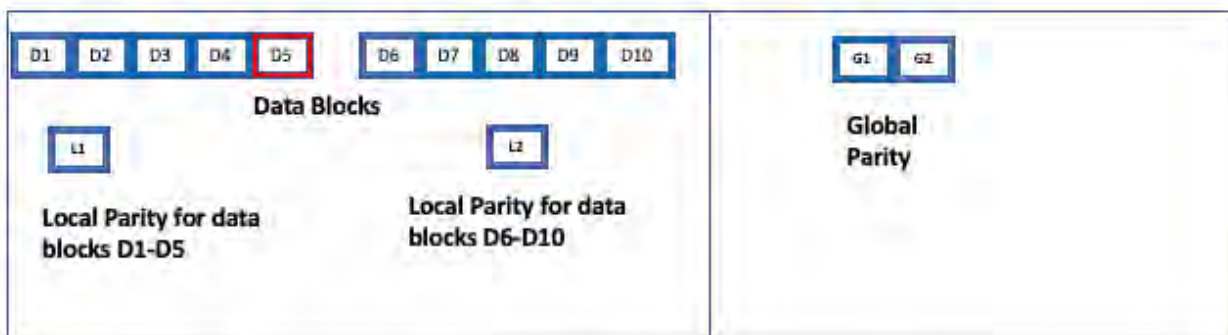 D1 D2 D3 D4 D5 D6 D7 D8 D9 D10
Data Blocks
L1 L2
Local Parity for data
blocks D1-D5
Local Parity for data
blocks D6-D10
G1 G2
Global
Parity